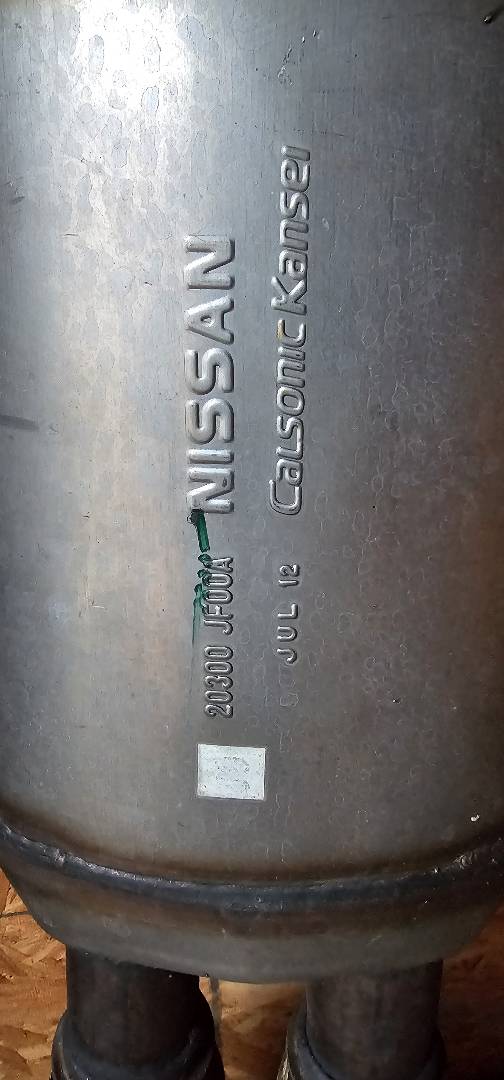 20300 JF00A NISSAN
JUL 12 Calsonic Kansei